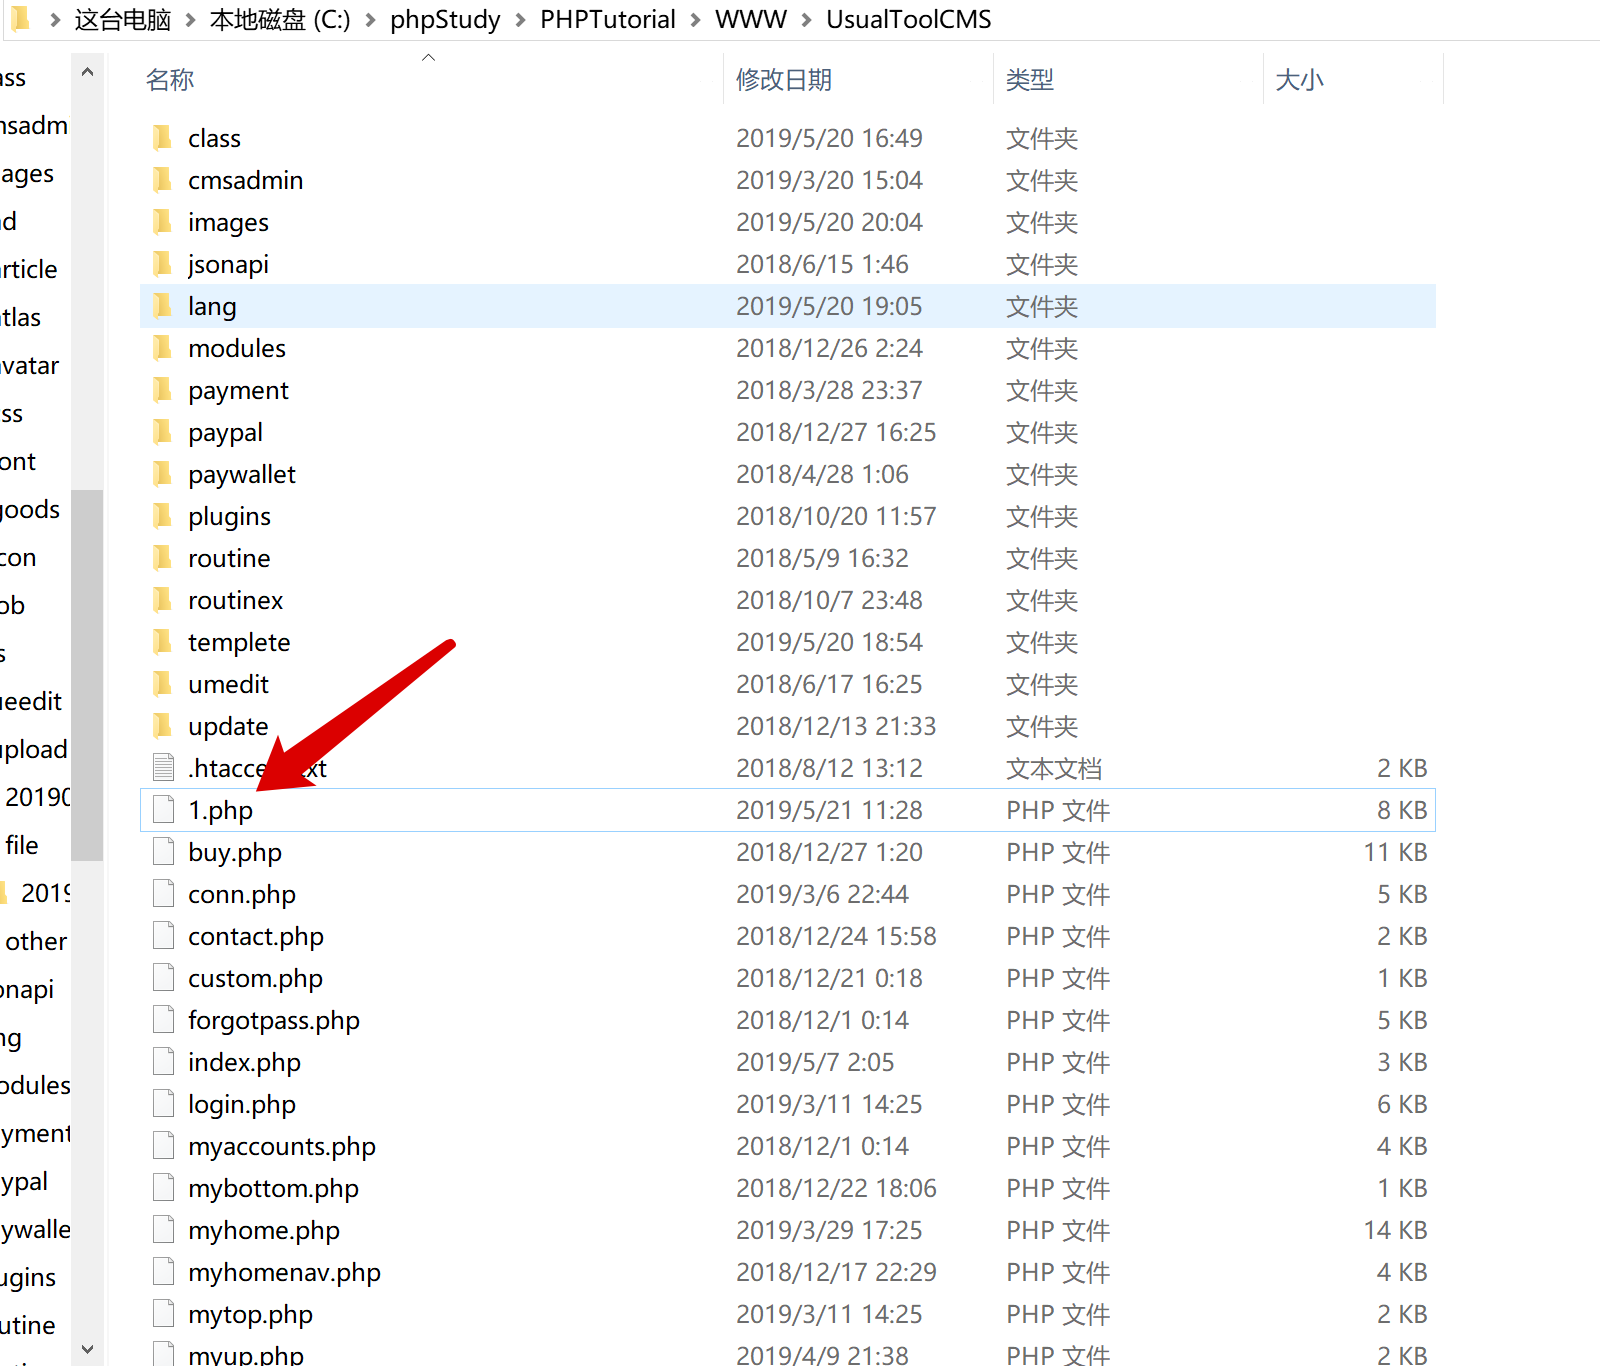 这台电脑 > 本地磁盘 (C:) > phpStudy > PHPTutorial > WWW > UsualToolCMS
名称 修改日期 类型 大小
class 2019/5/20 16:49 文件夹
cmsadmin 2019/3/20 15:04 文件夹
images 2019/5/20 20:04 文件夹
jsonapi 2018/6/15 1:46 文件夹
lang 2019/5/20 19:05 文件夹
modules 2018/12/26 2:24 文件夹
payment 2018/3/28 23:37 文件夹
paypal 2018/12/27 16:25 文件夹
paywallet 2018/4/28 1:06 文件夹
plugins 2018/10/20 11:57 文件夹
routine 2018/5/9 16:32 文件夹
routinex 2018/10/7 23:48 文件夹
templete 2019/5/20 18:54 文件夹
umedit 2018/6/17 16:25 文件夹
update 2018/12/13 21:33 文件夹
2018/8/12 13:12 文本文档 2 KB
1.php 2019/5/21 11:28 PHP 文件 8 KB
buy.php 2018/12/27 1:20 PHP 文件 11 KB
conn.php 2019/3/6 22:44 PHP 文件 5 KB
contact.php 2018/12/24 15:58 PHP 文件 2 KB
custom.php 2018/12/21 0:18 PHP 文件 1 KB
forgotpass.php 2018/12/1 0:14 PHP 文件 5 KB
index.php 2019/5/7 2:05 PHP 文件 3 KB
login.php 2019/3/11 14:25 PHP 文件 6 KB
myaccounts.php 2018/12/1 0:14 PHP 文件 4 KB
mybottom.php 2018/12/22 18:06 PHP 文件 1 KB
myhome.php 2019/3/29 17:25 PHP 文件 14 KB
myhomenav.php 2018/12/17 22:29 PHP 文件 4 KB
mytop.php 2019/3/11 14:25 PHP 文件 2 KB
myup.php 2019/4/9 21:38 PHP 文件 2 KB
ass
msadm
ages
nd
rticle
tlas
vatar
ss
ont
goods
con
ob
s
ueedit
upload
20190
file
2019
other
onapi
ng
odules
yment
ypal
ywalle
ugins
utine